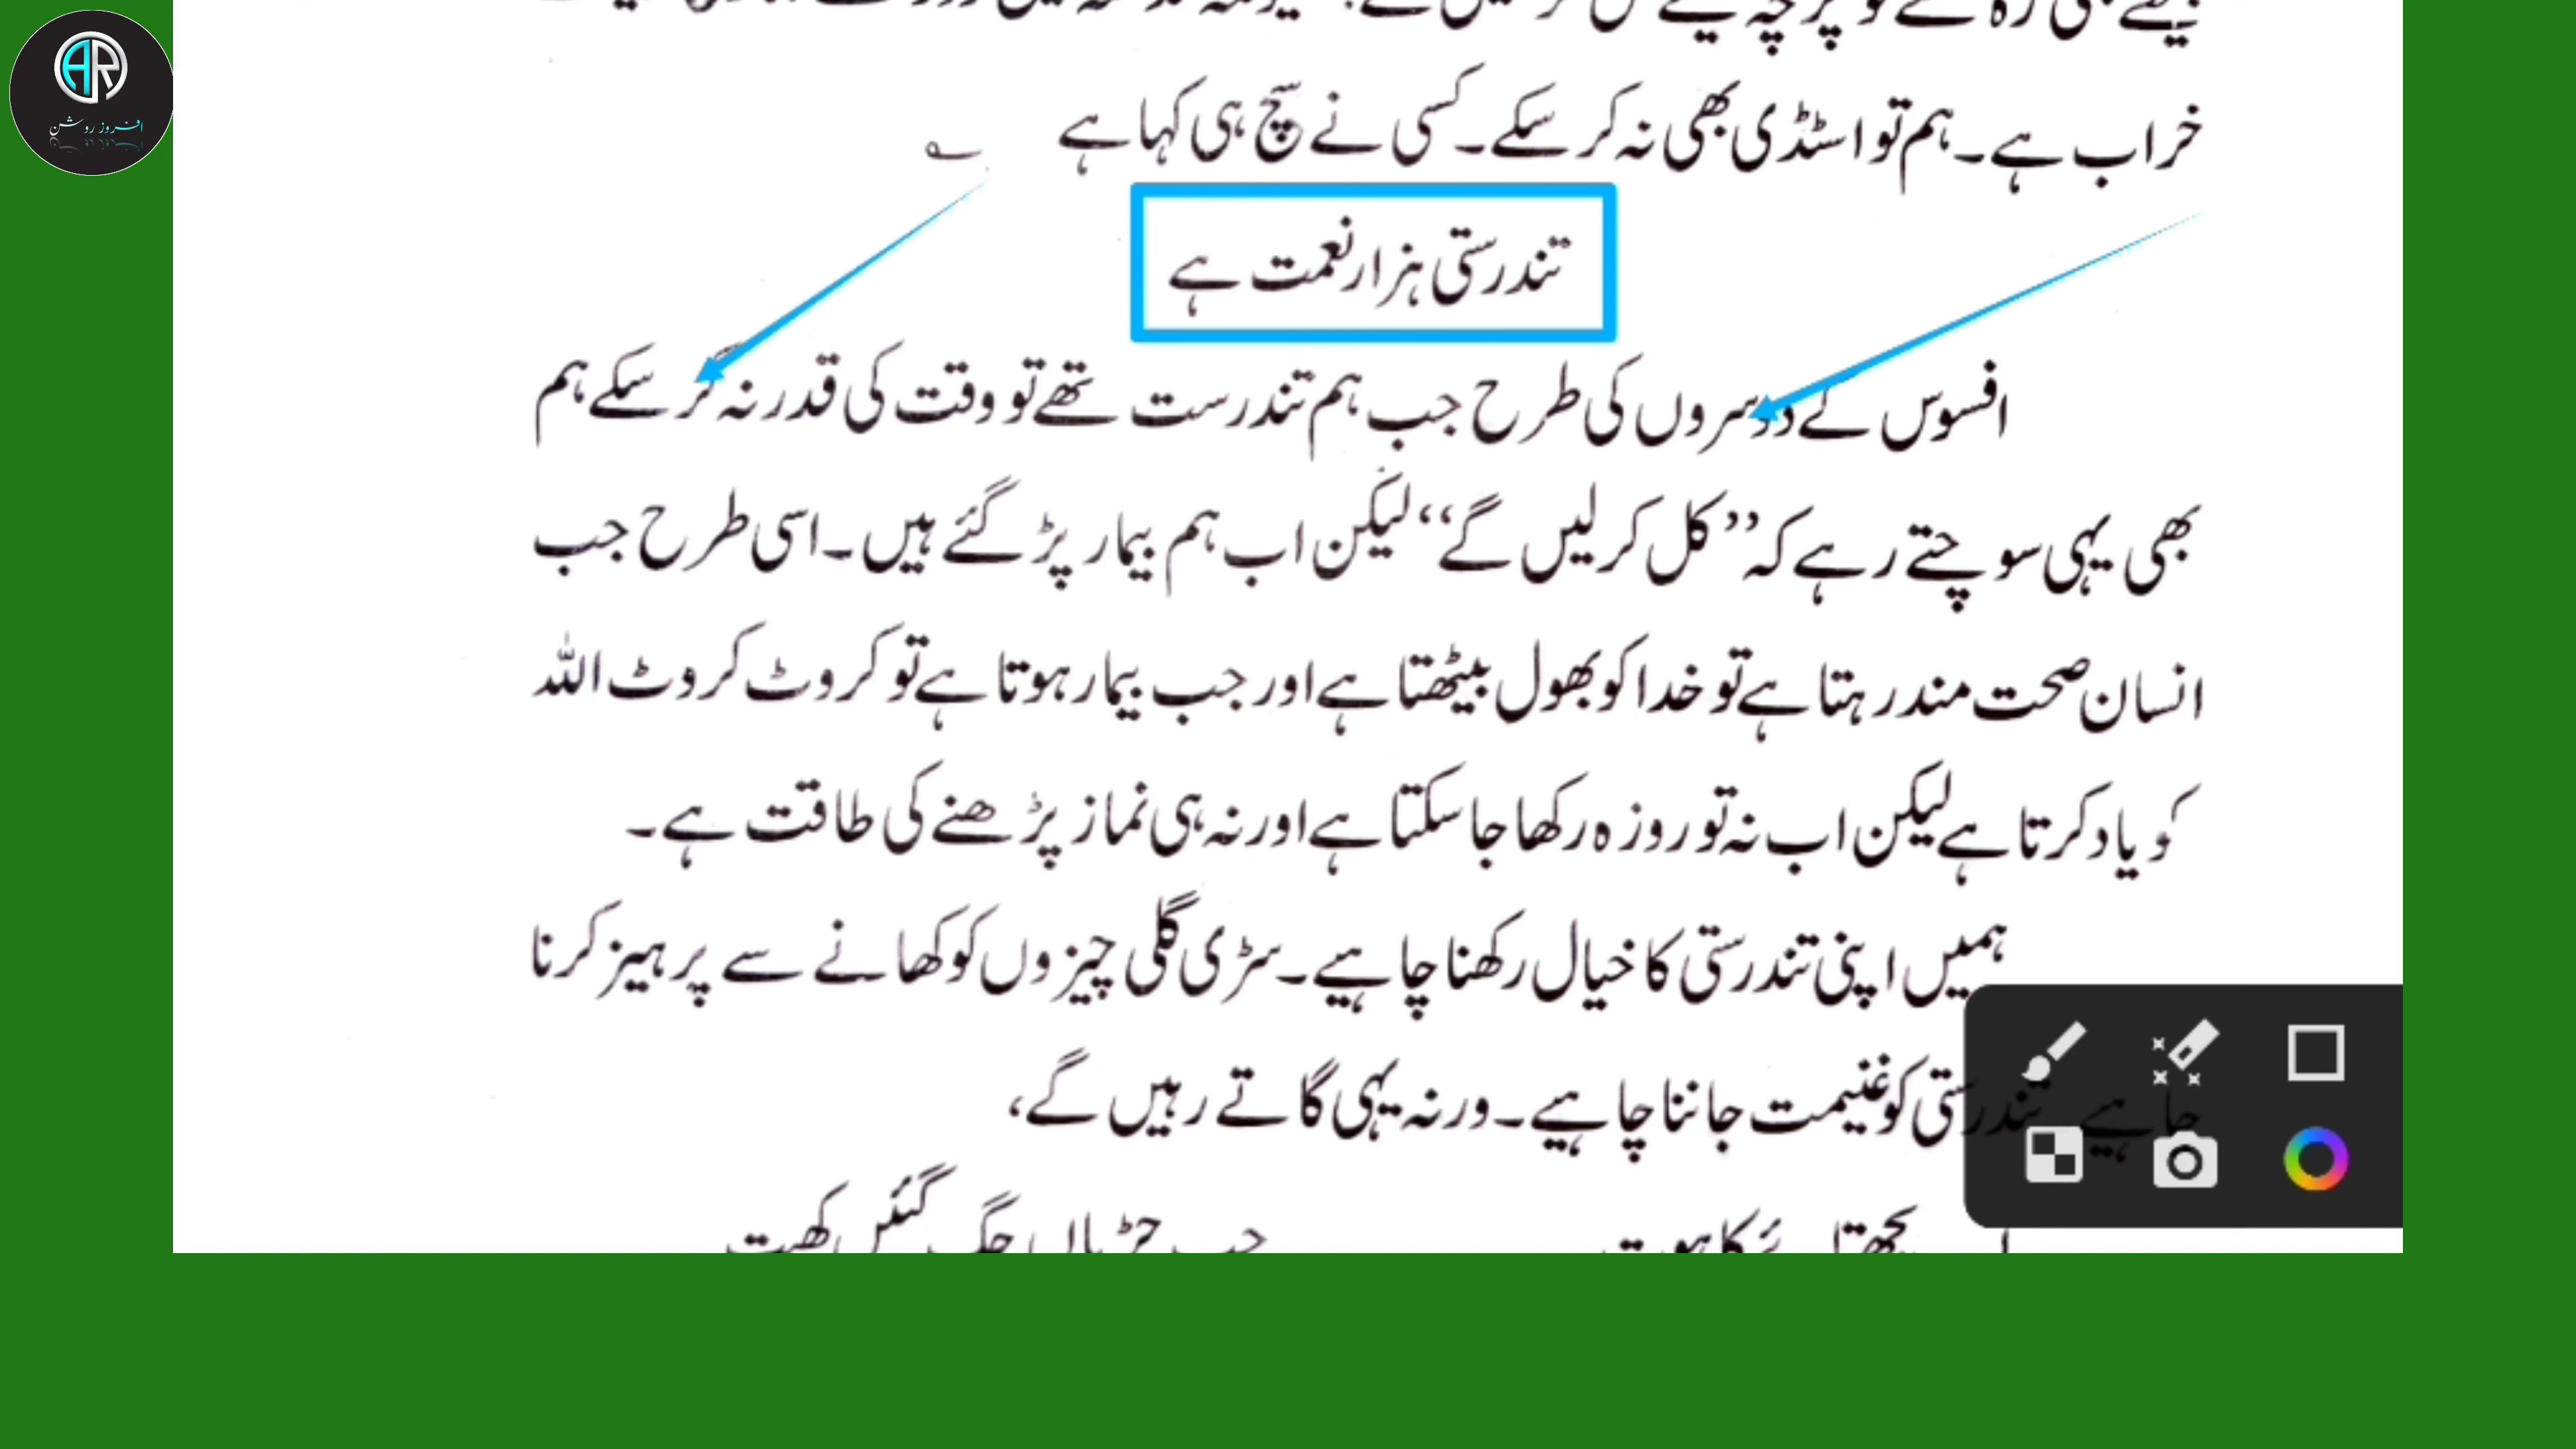 افروز روشن
خراب ہے۔ ہم تو اسٹڈی بھی نہ کر سکے۔ کسی نے سچ ہی کہا ہے ؎
تندرستی ہزار نعمت ہے
افسوس کے دوسروں کی طرح جب ہم تندرست تھے تو وقت کی قدر نہ کر سکے ہم
بھی یہی سوچتے رہے کہ ’’کل کر لیں گے‘‘ لیکن اب ہم بیمار پڑ گئے ہیں۔ اسی طرح جب
انسان صحت مند رہتا ہے تو خدا کو بھول بیٹھتا ہے اور جب بیمار ہوتا ہے تو کروٹ کروٹ اللہ
کو یاد کرتا ہے لیکن اب نہ تو روزہ رکھا جا سکتا ہے اور نہ ہی نماز پڑھنے کی طاقت ہے۔
ہمیں اپنی تندرستی کا خیال رکھنا چاہیے۔ سڑی گلی چیزوں کو کھانے سے پرہیز کرنا
چاہیے تندرستی کو غنیمت جاننا چاہیے۔ ورنہ یہی گاتے رہیں گے،